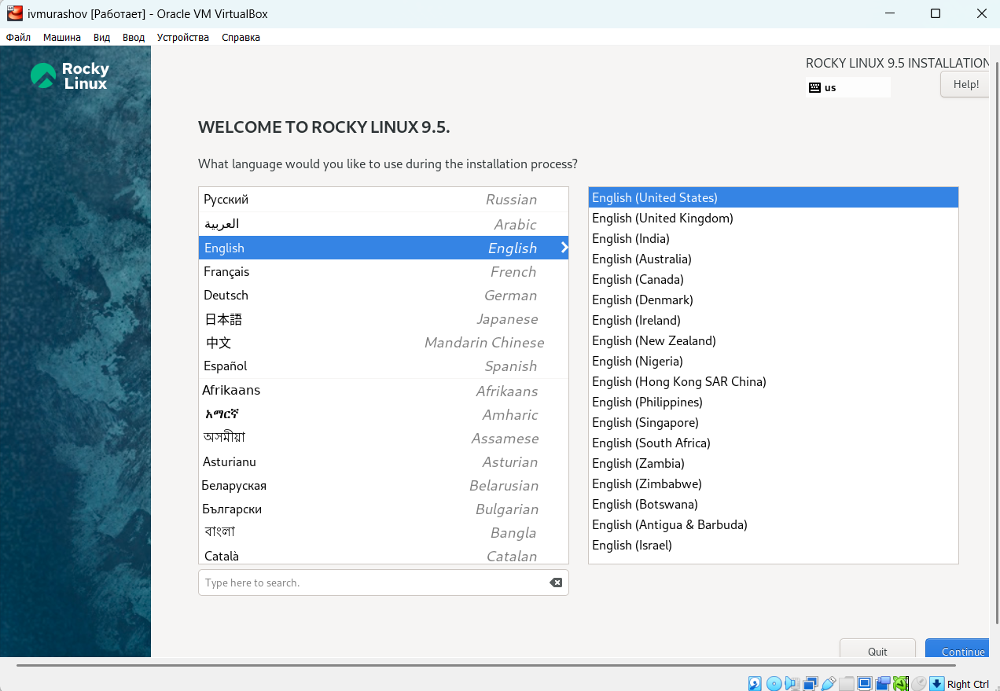 ivmurashov [Работает] - Oracle VM VirtualBox
Файл Машина Вид Ввод Устройства Справка
Rocky
Linux
ROCKY LINUX 9.5 INSTALLATION
us
Help!
WELCOME TO ROCKY LINUX 9.5.
What language would you like to use during the installation process?
Русский Russian
العربية Arabic
English English
Français French
Deutsch German
日本語 Japanese
中文 Mandarin Chinese
Español Spanish
Afrikaans Afrikaans
አማርኛ Amharic
অসমীয়া Assamese
Asturianu Asturian
Беларуская Belarusian
Български Bulgarian
বাংলা Bangla
Català Catalan
Type here to search.
English (United States)
English (United Kingdom)
English (India)
English (Australia)
English (Canada)
English (Denmark)
English (Ireland)
English (New Zealand)
English (Nigeria)
English (Hong Kong SAR China)
English (Philippines)
English (Singapore)
English (South Africa)
English (Zambia)
English (Zimbabwe)
English (Botswana)
English (Antigua & Barbuda)
English (Israel)
Quit
Continue
Right Ctrl